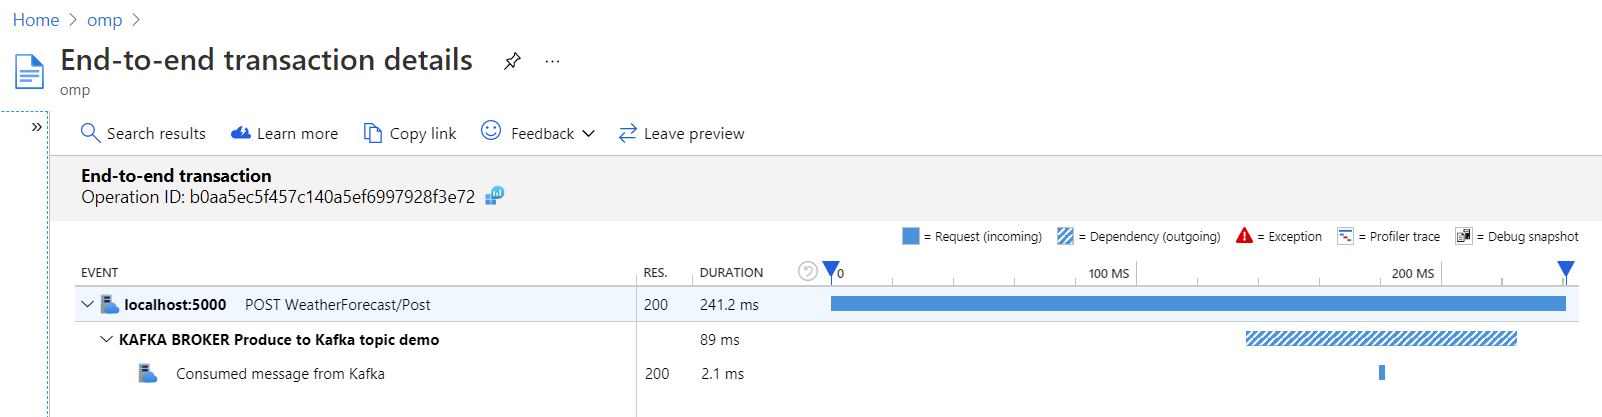 Home > omp >
End-to-end transaction details ...
omp
» Search results Learn more Copy link Feedback Leave preview
End-to-end transaction
Operation ID: b0aa5ec5f457c140a5ef6997928f3e72
= Request (incoming) = Dependency (outgoing) = Exception = Profiler trace = Debug snapshot
EVENT RES. DURATION 0 100 MS 200 MS
localhost:5000 POST WeatherForecast/Post 200 241.2 ms
KAFKA BROKER Produce to Kafka topic demo 89 ms
Consumed message from Kafka 200 2.1 ms